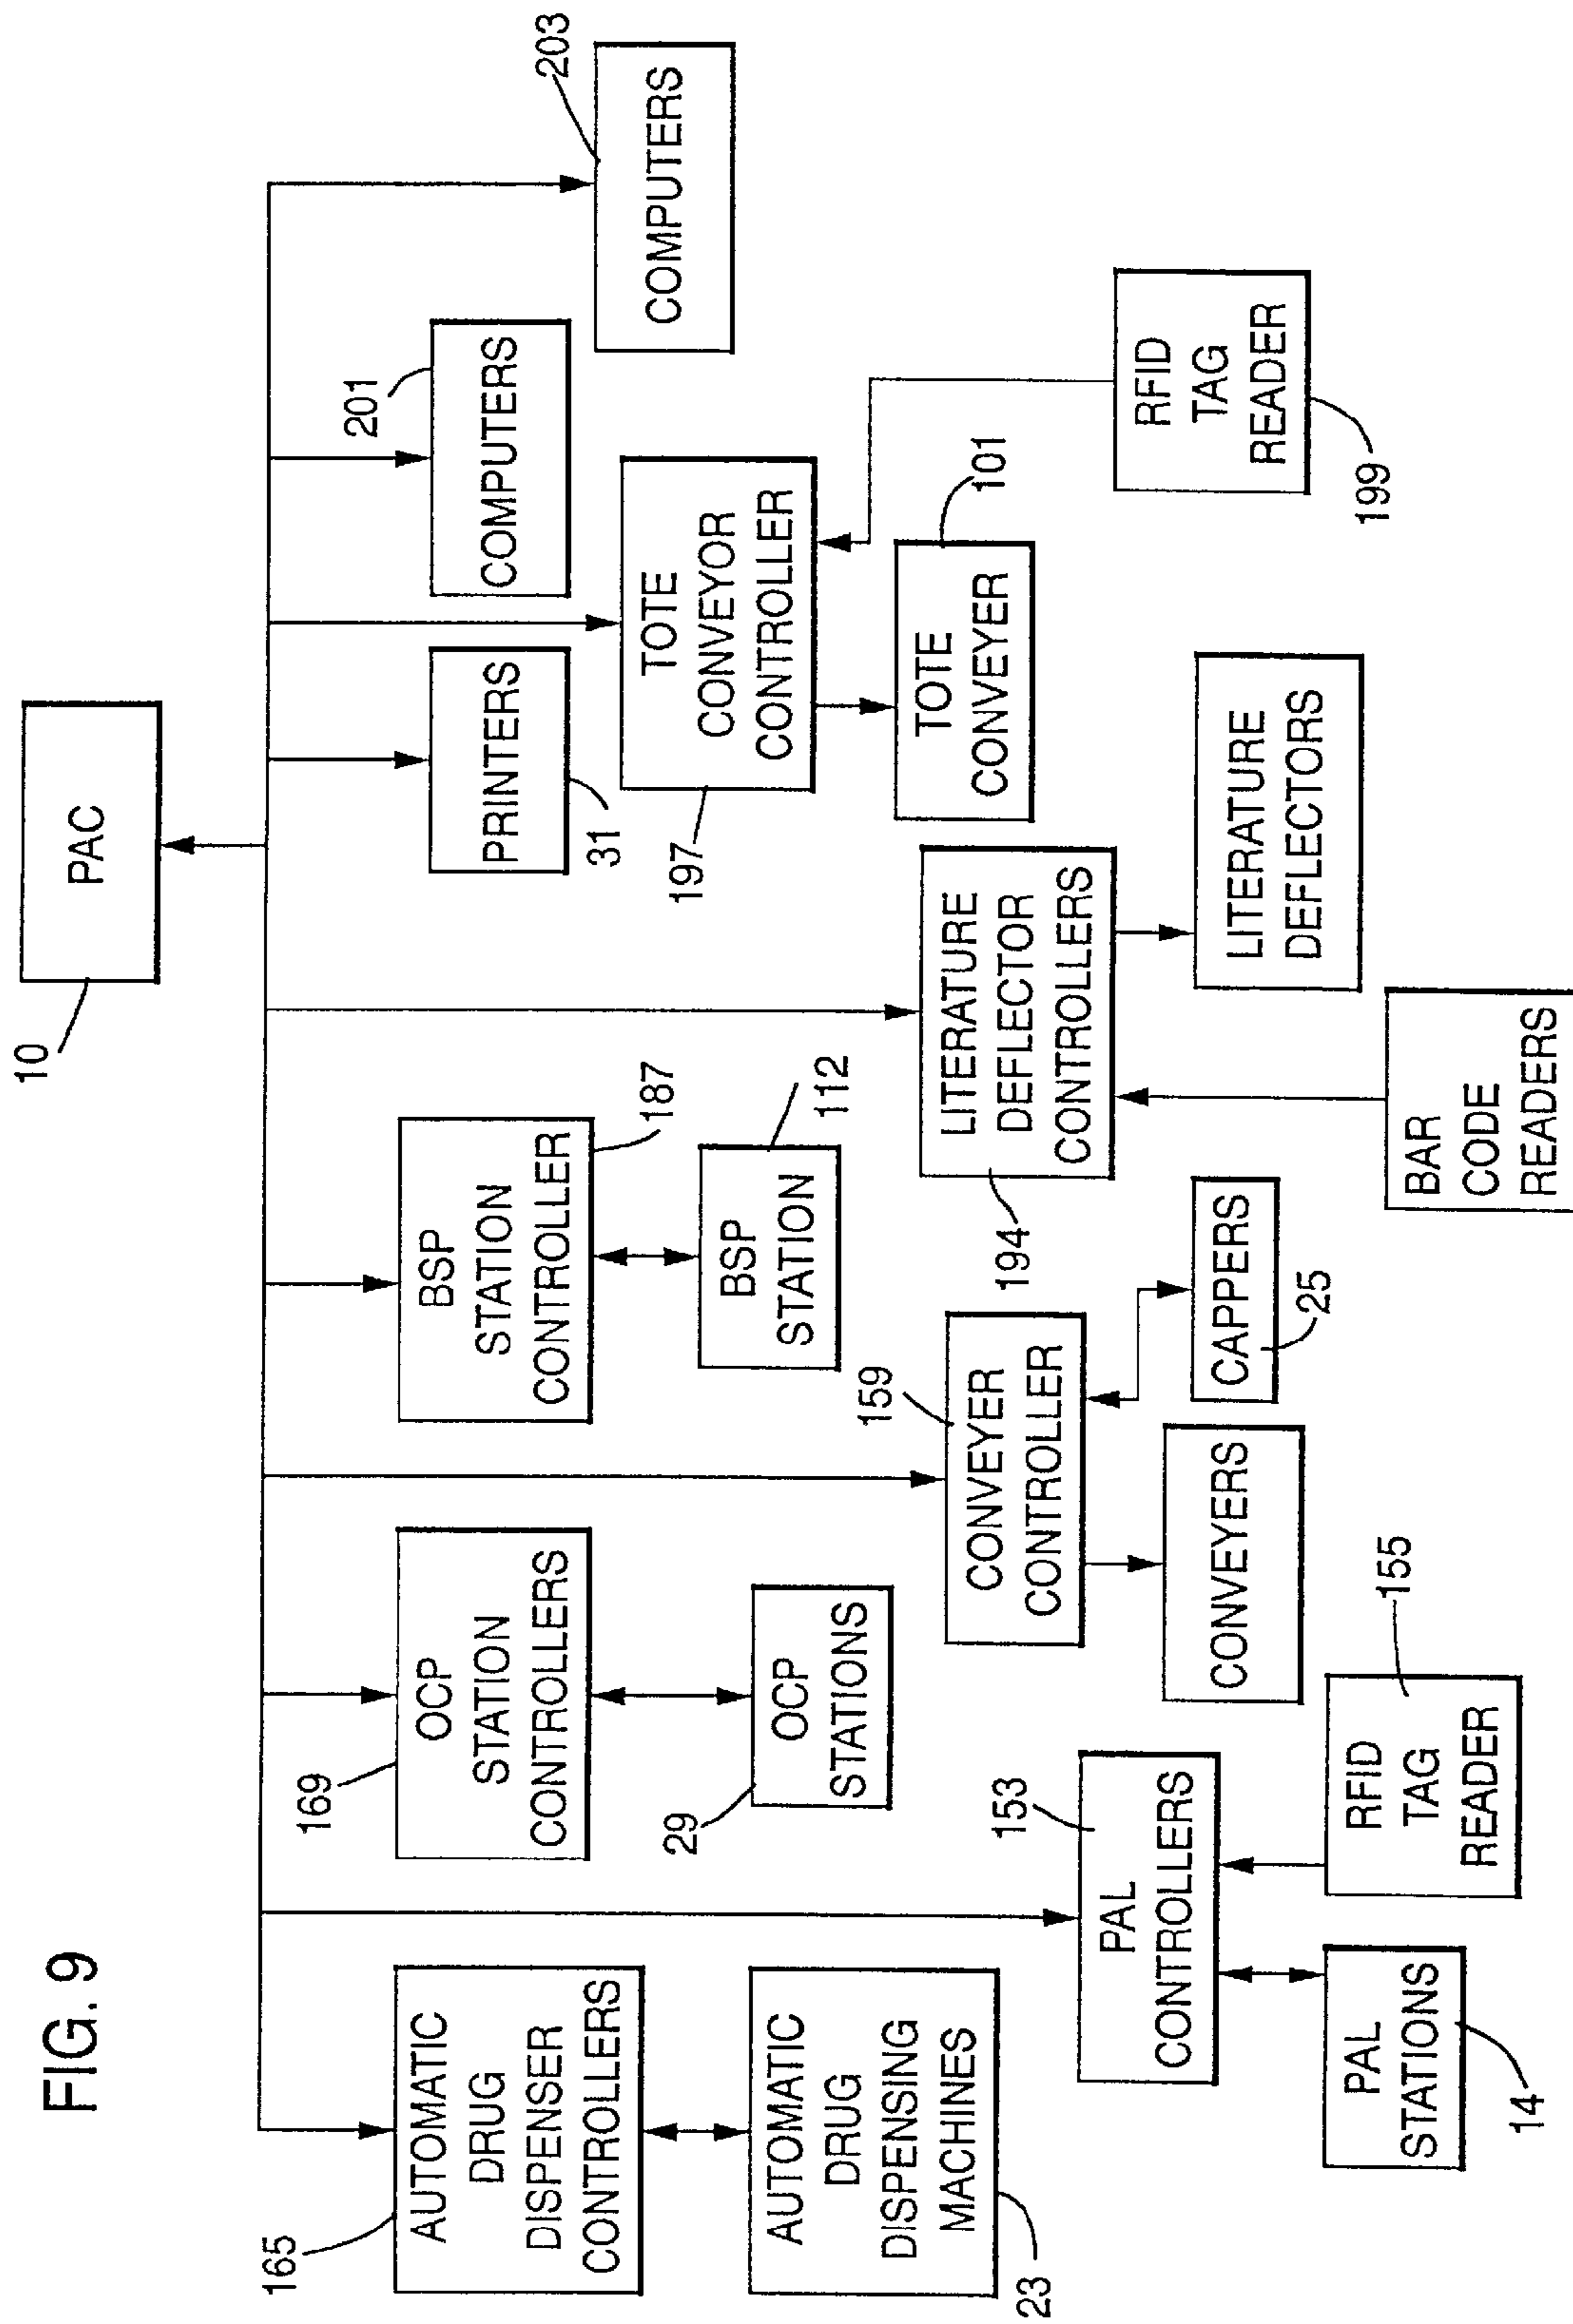 FIG. 9
PAC
10
AUTOMATIC
DRUG
DISPENSER
CONTROLLERS
165
AUTOMATIC
DRUG
DISPENSING
MACHINES
23
PAL
CONTROLLERS
153
PAL
STATIONS
14
RFID
TAG
READER
155
OCP
STATION
CONTROLLERS
169
OCP
STATIONS
29
CONVEYER
CONTROLLER
159
CONVEYERS
CAPPERS
25
BSP
STATION
CONTROLLER
187
BSP
STATION
112
LITERATURE
DEFLECTOR
CONTROLLERS
194
BAR
CODE
READERS
LITERATURE
DEFLECTORS
PRINTERS
31
TOTE
CONVEYOR
CONTROLLER
197
TOTE
CONVEYER
101
RFID
TAG
READER
199
COMPUTERS
201
COMPUTERS
203